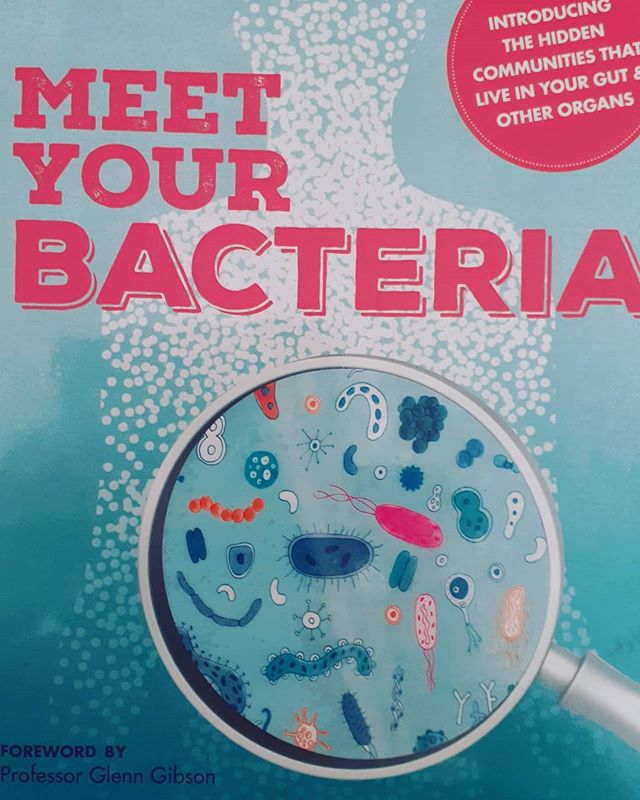 INTRODUCING
THE HIDDEN
COMMUNITIES THAT
LIVE IN YOUR GUT &
OTHER ORGANS
MEET
YOUR
BACTERIA
FOREWORD BY
Professor Glenn Gibson